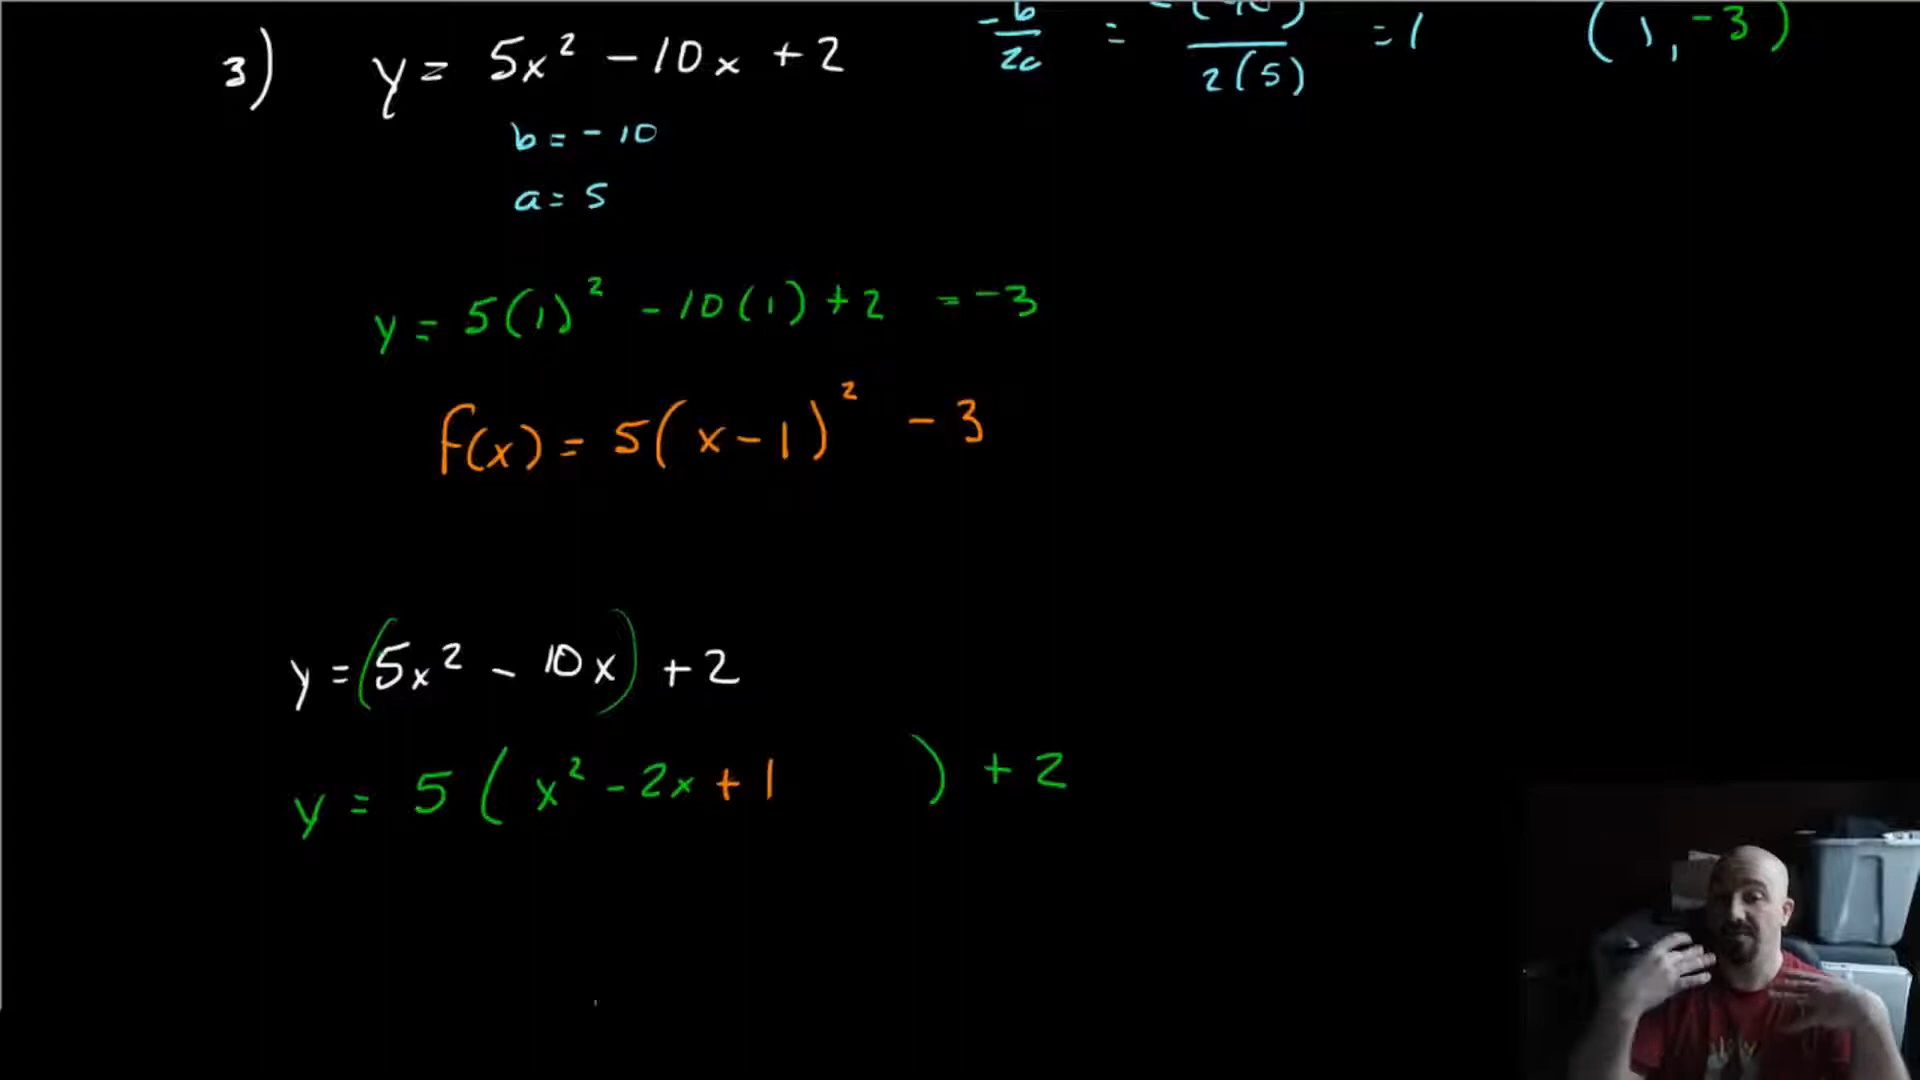 3) y = 5x² - 10x + 2
-b/2a = -(-10)/2(5) = 1 (1, -3)
b = -10
a = 5
y = 5(1)² - 10(1) + 2 = -3
f(x) = 5(x-1)² - 3
y = (5x² - 10x) + 2
y = 5(x² - 2x + 1 ) + 2